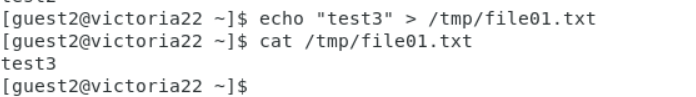 [guest2@victoria22 ~]$ echo "test3" > /tmp/file01.txt
[guest2@victoria22 ~]$ cat /tmp/file01.txt
test3
[guest2@victoria22 ~]$